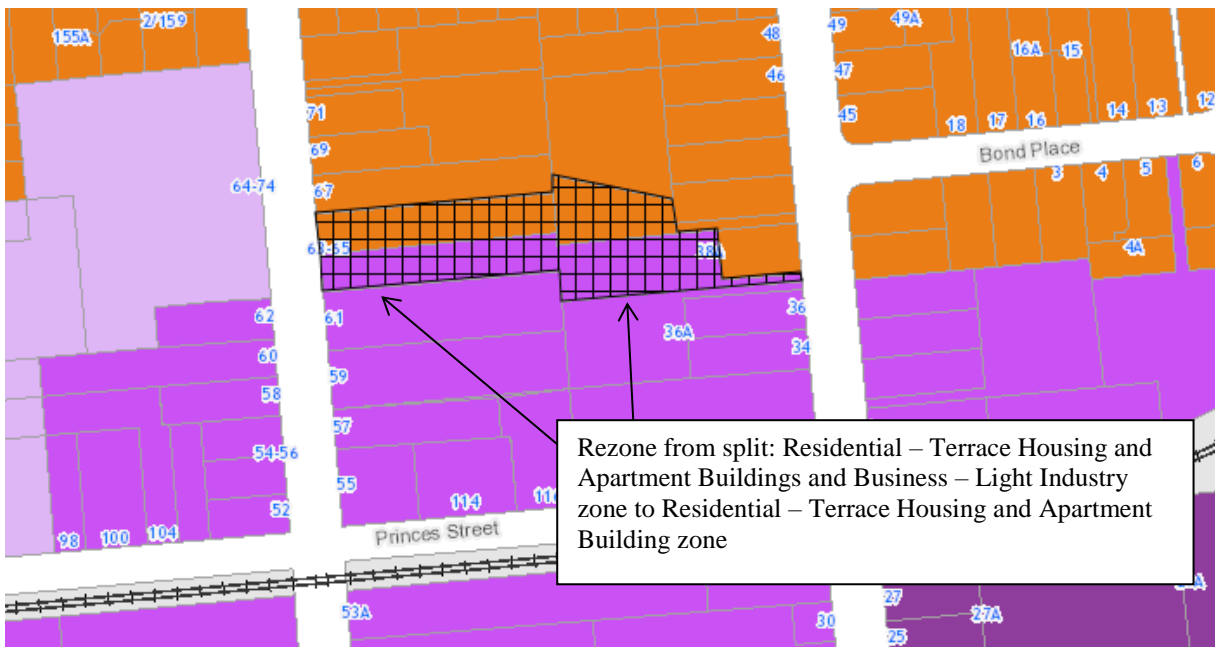 155A
2/159
48
49
49A
16A
15
46
47
71
45
18
17
16
14
13
12
69
Bond Place
64-74
67
3
4
5
6
63-65
38A
4A
62
61
36
36A
34
60
59
58
57
54-56
Rezone from split: Residential – Terrace Housing and
Apartment Buildings and Business – Light Industry
zone to Residential – Terrace Housing and Apartment
Building zone
55
52
114
98
100
104
Princes Street
53A
30
27
27A
25